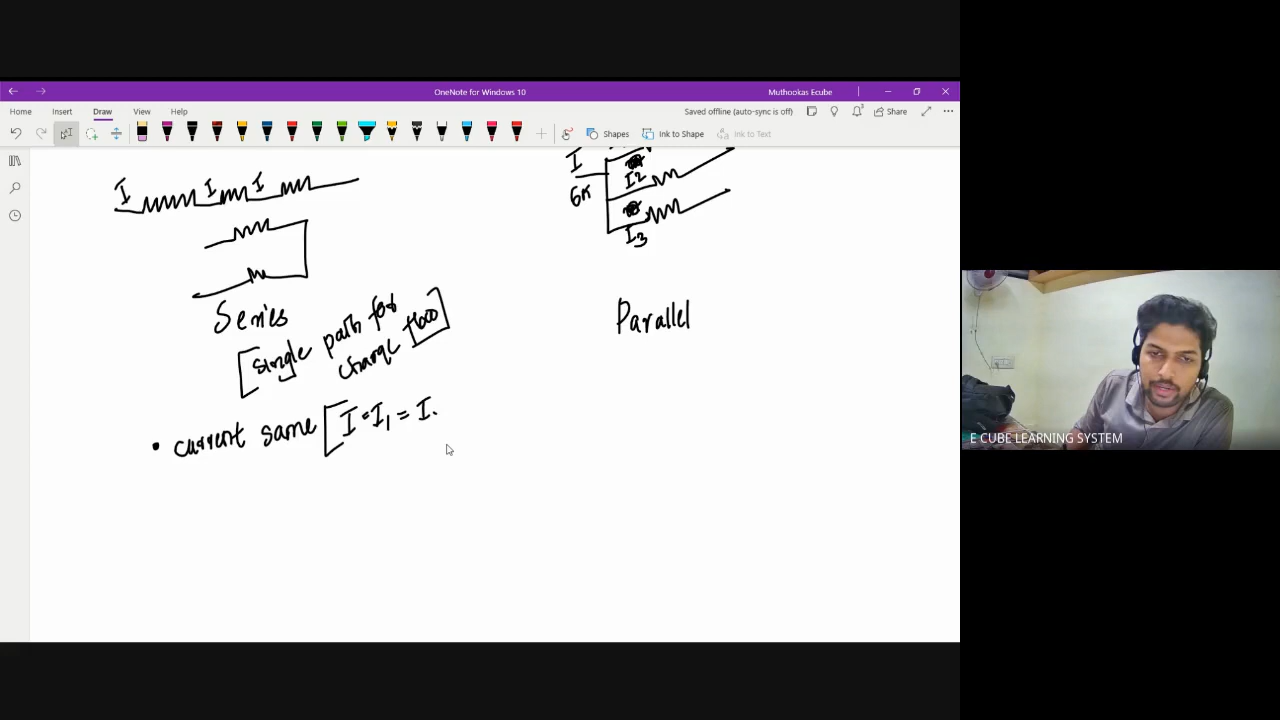 OneNote for Windows 10
Muthookas Ecube
Home Insert Draw View Help
Saved offline (auto-sync is off)
Share
Shapes
Ink to Shape
Ink to Text
I I I
I
I2
I3
Series
Parallel
[single path for
charge flow]
• current same [I = I1 = I.
E CUBE LEARNING SYSTEM